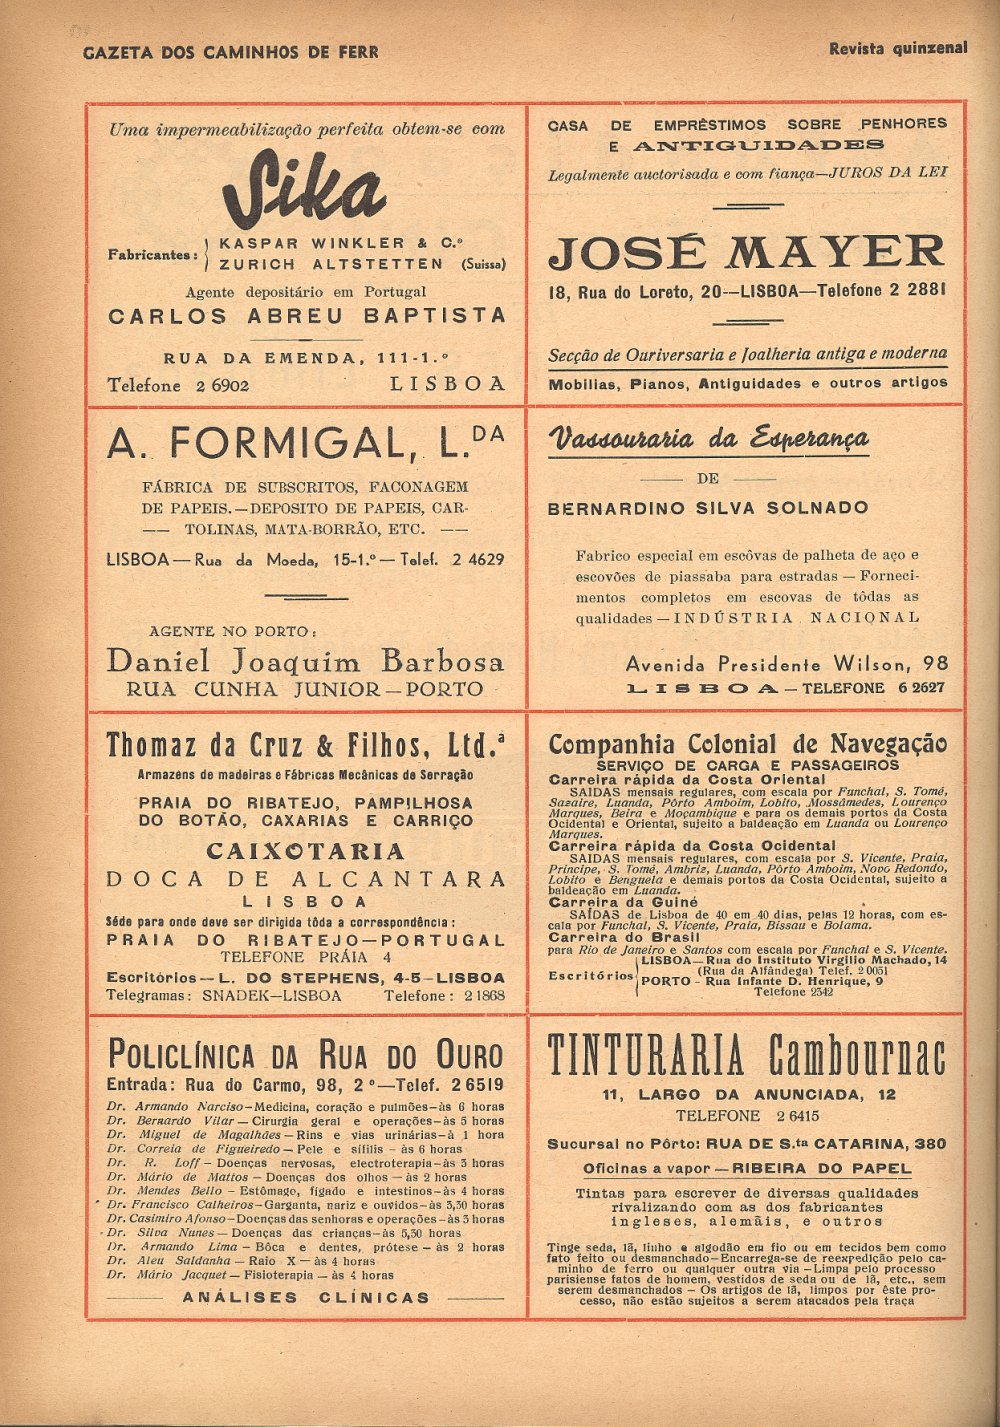 GAZETA DOS CAMINHOS DE FERR
Revista quinzenal
Uma impermeabilização perfeita obtem-se com
Sika
Fabricantes: KASPAR WINKLER & C.º
ZURICH ALTSTETTEN (Suissa)
Agente depositário em Portugal
CARLOS ABREU BAPTISTA
RUA DA EMENDA, 111-1.º
Telefone 2 6902 LISBOA
CASA DE EMPRÉSTIMOS SOBRE PENHORES
E ANTIGUIDADES
Legalmente auctorisada e com fiança—JUROS DA LEI
JOSÉ MAYER
18, Rua do Loreto, 20--LISBOA—Telefone 2 2881
Secção de Ouriversaria e Joalheria antiga e moderna
Mobilias, Pianos, Antiguidades e outros artigos
A. FORMIGAL, L.DA
FÁBRICA DE SUBSCRITOS, FACONAGEM
DE PAPEIS.—DEPOSITO DE PAPEIS, CAR-
—— TOLINAS, MATA-BORRÃO, ETC. ——
LISBOA—Rua da Moeda, 15-1.º—Telef. 2 4629
AGENTE NO PORTO:
Daniel Joaquim Barbosa
RUA CUNHA JUNIOR—PORTO
Vassouraria da Esperança
—— DE ——
BERNARDINO SILVA SOLNADO
Fabrico especial em escôvas de palheta de aço e
escovões de piassaba para estradas — Forneci-
mentos completos em escovas de tôdas as
qualidades — INDÚSTRIA NACIONAL
Avenida Presidente Wilson, 98
LISBOA — TELEFONE 6 2627
Thomaz da Cruz & Filhos, Ltd.ª
Armazens de madeiras e Fábricas Mecânicas de Serração
PRAIA DO RIBATEJO, PAMPILHOSA
DO BOTÃO, CAXARIAS E CARRIÇO
CAIXOTARIA
DOCA DE ALCANTARA
LISBOA
Séde para onde deve ser dirigida tôda a correspondência:
PRAIA DO RIBATEJO—PORTUGAL
TELEFONE PRÁIA 4
Escritórios—L. DO STEPHENS, 4-5—LISBOA
Telegramas: SNADEK—LISBOA Telefone: 2 1868
Companhia Colonial de Navegação
SERVIÇO DE CARGA E PASSAGEIROS
Carreira rápida da Costa Oriental
SAIDAS mensais regulares, com escala por Funchal, S. Tomé,
Sazaire, Luanda, Pôrto Amboim, Lobito, Mossâmedes, Lourenço
Marques, Beira e Moçambique e para os demais portos da Costa
Ocidental e Oriental, sujeito a baldeação em Luanda ou Lourenço
Marques.
Carreira rápida da Costa Ocidental
SAIDAS mensais regulares, com escala por S. Vicente, Praia,
Príncipe, S. Tomé, Ambriz, Luanda, Pôrto Amboim, Novo Redondo,
Lobito e Benguela e demais portos da Costa Ocidental, sujeito a
baldeação em Luanda.
Carreira da Guiné
SAÍDAS de Lisboa de 40 em 40 dias, pelas 12 horas, com es-
cala por Funchal, S. Vicente, Praia, Bissau e Bolama.
Carreira do Brasil
para Rio de Janeiro e Santos com escala por Funchal e S. Vicente.
Escritórios LISBOA—Rua do Instituto Virgílio Machado, 14
(Rua da Alfândega) Telef. 2 0051
PORTO - Rua Infante D. Henrique, 9
Telefone 2342
POLICLÍNICA DA RUA DO OURO
Entrada: Rua do Carmo, 98, 2º—Telef. 2 6519
Dr. Armando Narciso—Medicina, coração e pulmões—às 6 horas
Dr. Bernardo Vilar—Cirurgia geral e operações—às 5 horas
Dr. Miguel de Magalhães—Rins e vias urinárias—à 1 hora
Dr. Correia de Figueiredo—Pele e sífilis - às 6 horas
Dr. R. Loff - Doenças nervosas, electroterapia—às 3 horas
Dr. Mário de Mattos—Doenças dos olhos — às 2 horas
Dr. Mendes Bello - Estômago, fígado e intestinos—às 4 horas
Dr. Francisco Calheiros—Garganta, nariz e ouvidos—às 3,30 horas
Dr. Casimiro Afonso—Doenças das senhoras e operações—às 3 horas
Dr. Silva Nunes — Doenças das crianças—às 5,30 horas
Dr. Armando Lima - Bôca e dentes, prótese — às 2 horas
Dr. Aleu Saldanha — Raio X — às 4 horas
Dr. Mário Jacquet—Fisioterapia — às 4 horas
ANÁLISES CLÍNICAS
TINTURARIA Cambournac
11, LARGO DA ANUNCIADA, 12
TELEFONE 2 6415
Sucursal no Pôrto: RUA DE S.ta CATARINA, 380
Oficinas a vapor — RIBEIRA DO PAPEL
Tintas para escrever de diversas qualidades
rivalizando com as dos fabricantes
ingleses, alemãis, e outros
Tinge seda, lã, linho e algodão em fio ou em tecidos bem como
fato feito ou desmanchado—Encarrega-se de reexpedição pelo ca-
minho de ferro ou qualquer outra via—Limpa pelo processo
parisiense fatos de homem, vestidos de seda ou de lã, etc., sem
serem desmanchados — Os artigos de lã, limpos por êste pro-
cesso, não estão sujeitos a serem atacados pela traça